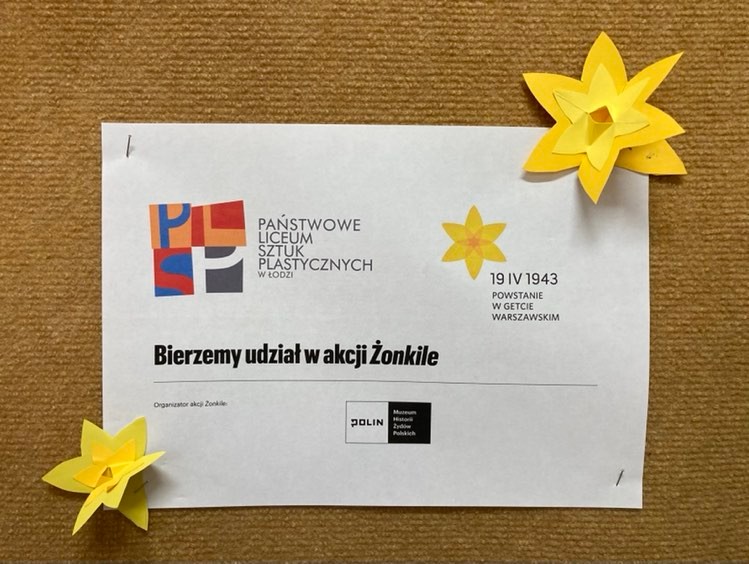 PLSP
PAŃSTWOWE
LICEUM
SZTUK
PLASTYCZNYCH
W ŁODZI
19 IV 1943
POWSTANIE
W GETCIE
WARSZAWSKIM
Bierzemy udział w akcji Żonkile
Organizator akcji Żonkile:
POLIN
Muzeum
Historii
Żydów
Polskich